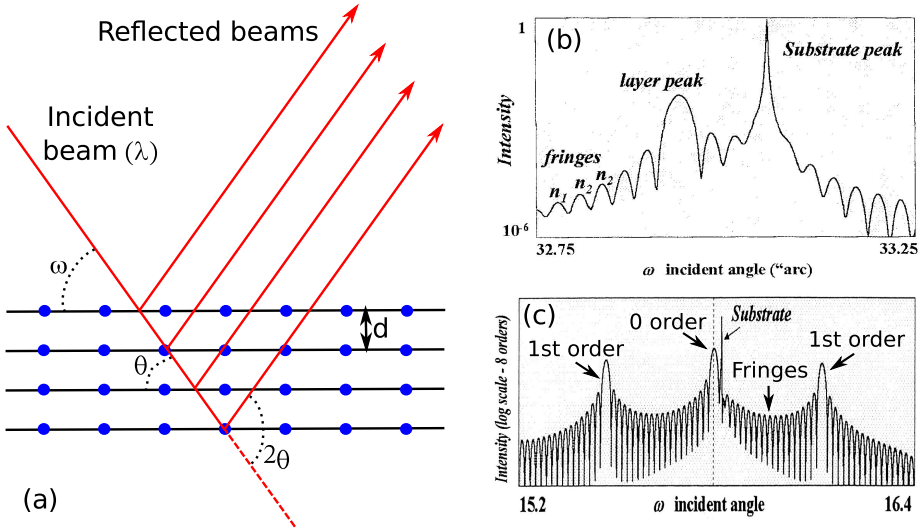 Reflected beams
Incident
beam (λ)
ω
d
θ
2θ
(a)
(b)
1
Substrate peak
layer peak
Intensity
fringes
n1 n2 n2
10-6
32.75
33.25
ω incident angle ("arc)
(c)
Substrate
0 order
1st order
1st order
Fringes
Intensity (log scale - 8 orders)
15.2
ω incident angle
16.4